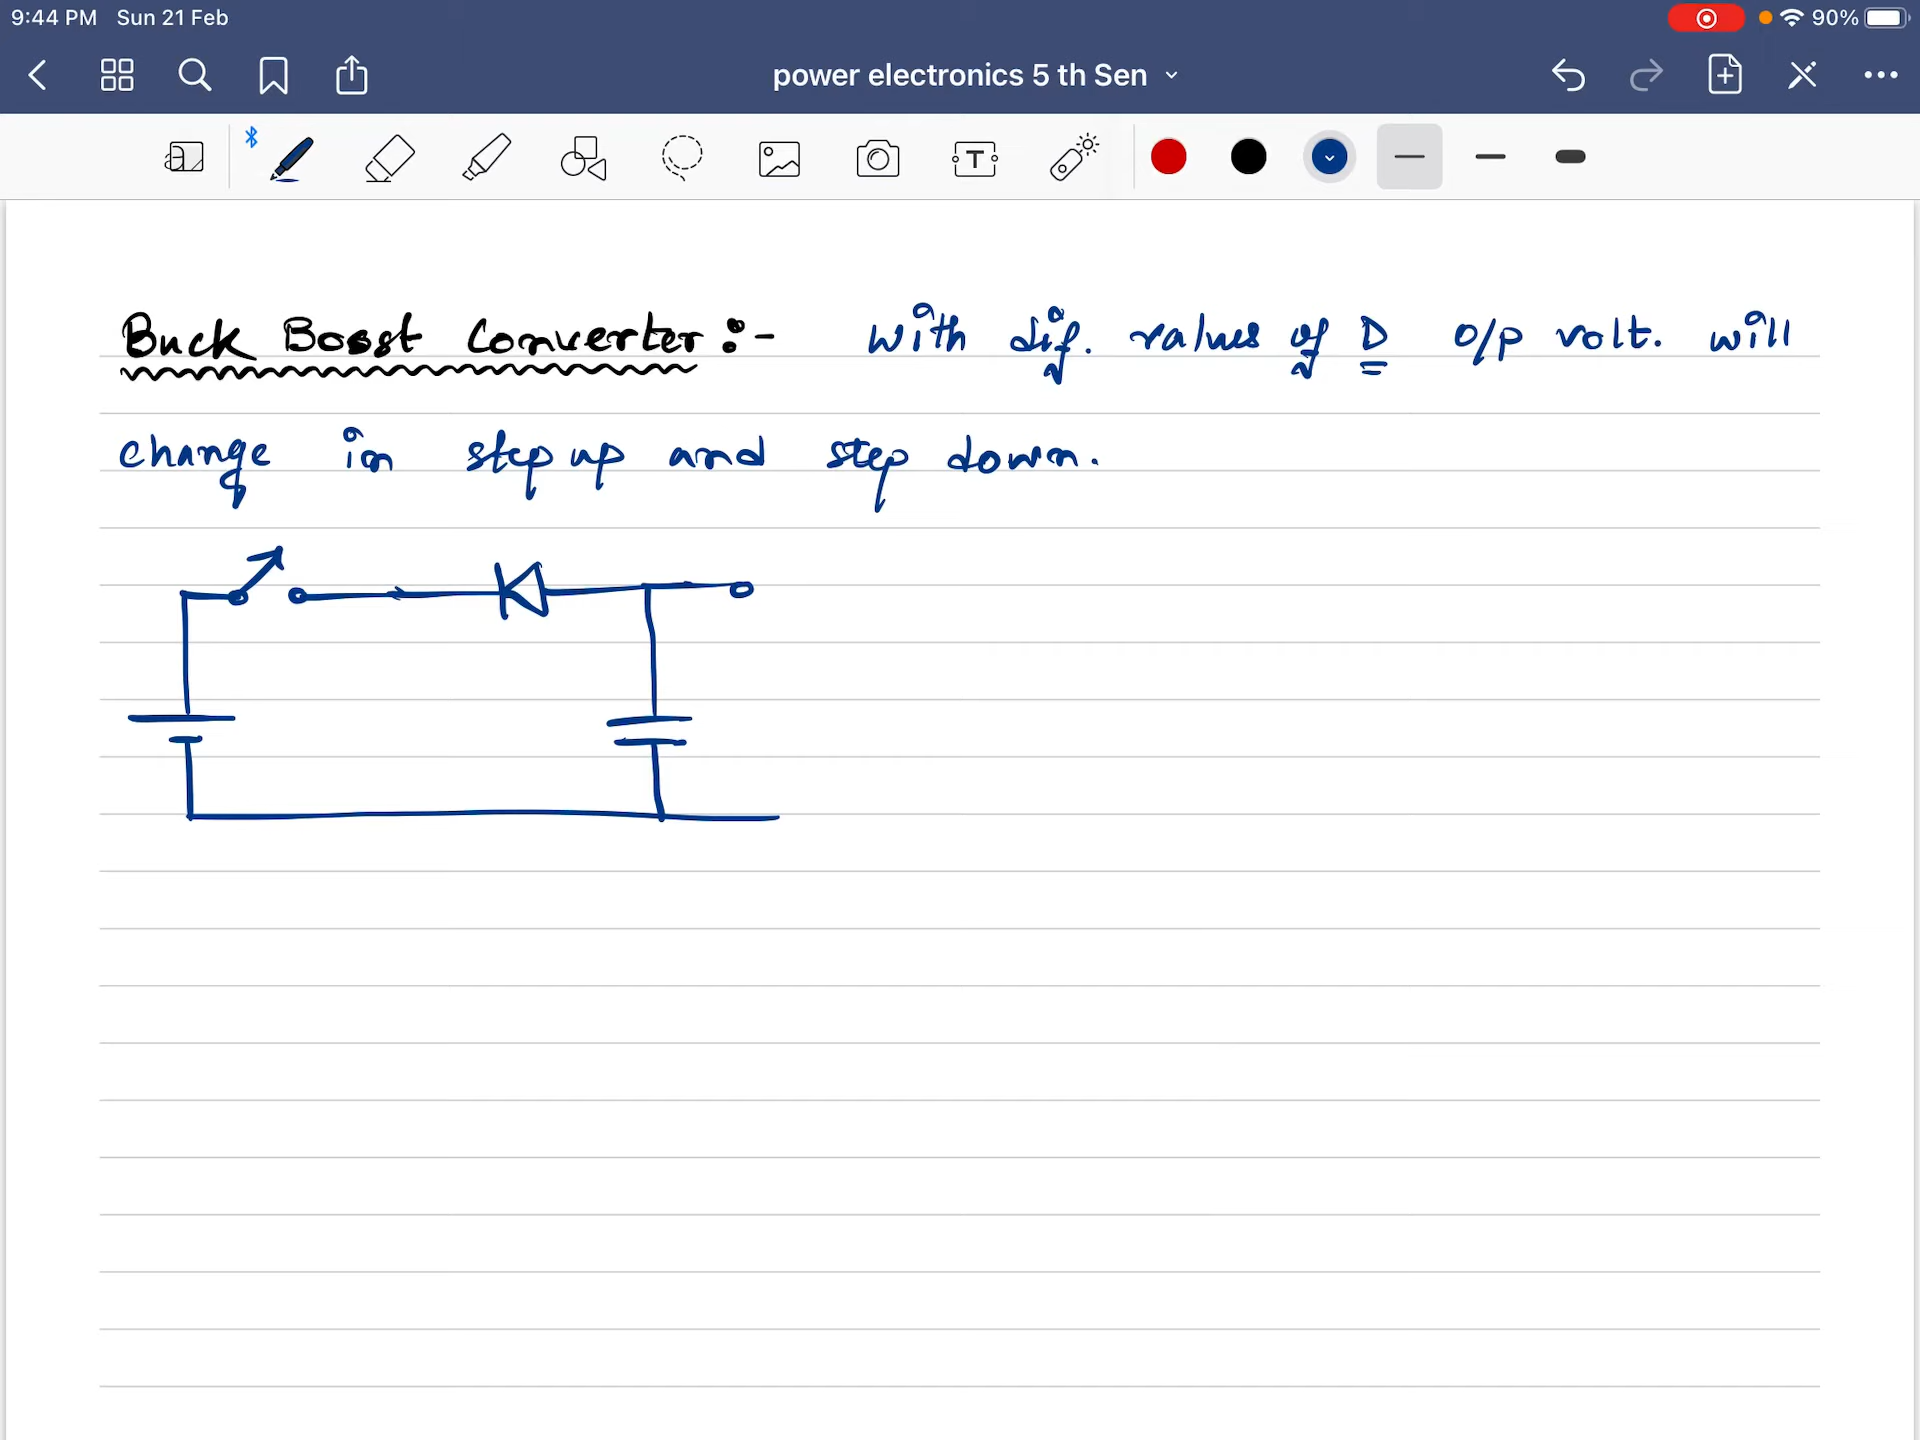 9:44 PM Sun 21 Feb 90%
power electronics 5 th Sen
Buck Boost Converter :- with dif. values of D o/p volt. will
change in step up and step down.